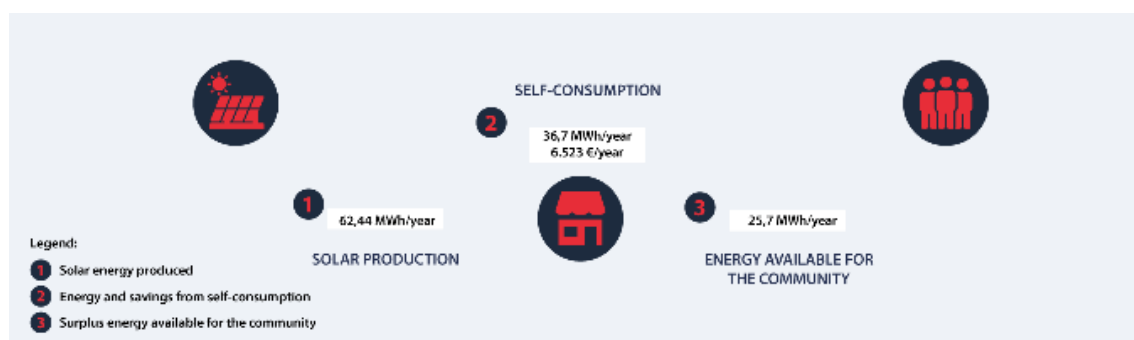 SELF-CONSUMPTION
2
36,7 MWh/year
6.523 €/year
1
62,44 MWh/year
SOLAR PRODUCTION
3
25,7 MWh/year
ENERGY AVAILABLE FOR
THE COMMUNITY
Legend:
1 Solar energy produced
2 Energy and savings from self-consumption
3 Surplus energy available for the community